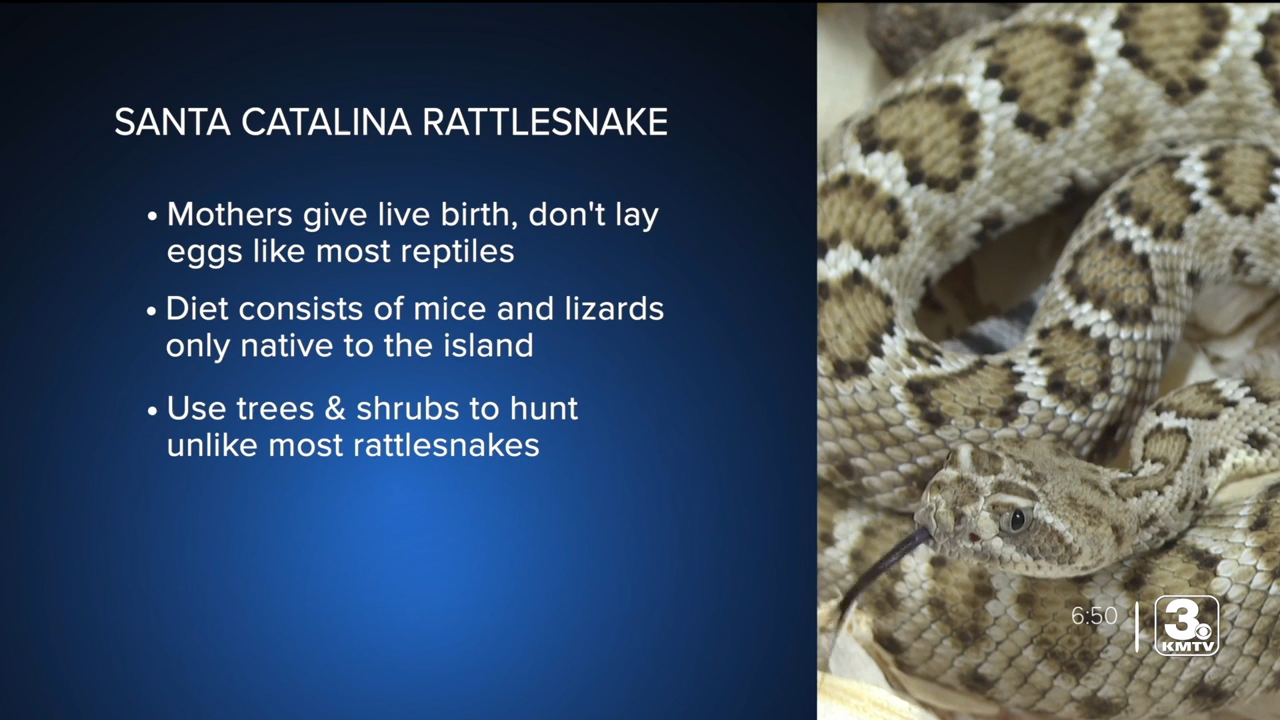 SANTA CATALINA RATTLESNAKE
• Mothers give live birth, don't lay
eggs like most reptiles
• Diet consists of mice and lizards
only native to the island
• Use trees & shrubs to hunt
unlike most rattlesnakes
6:50
3
KMTV